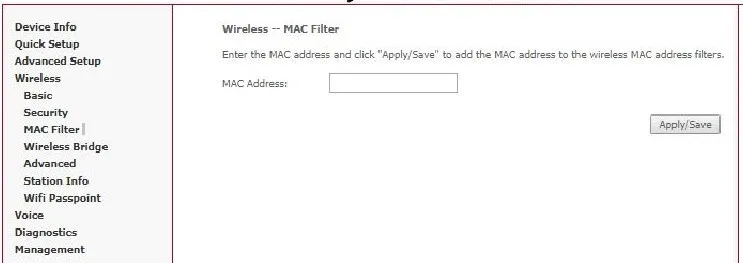 Device Info
Quick Setup
Advanced Setup
Wireless
Basic
Security
MAC Filter
Wireless Bridge
Advanced
Station Info
Wifi Passpoint
Voice
Diagnostics
Management
Wireless -- MAC Filter
Enter the MAC address and click "Apply/Save" to add the MAC address to the wireless MAC address filters.
MAC Address:
Apply/Save